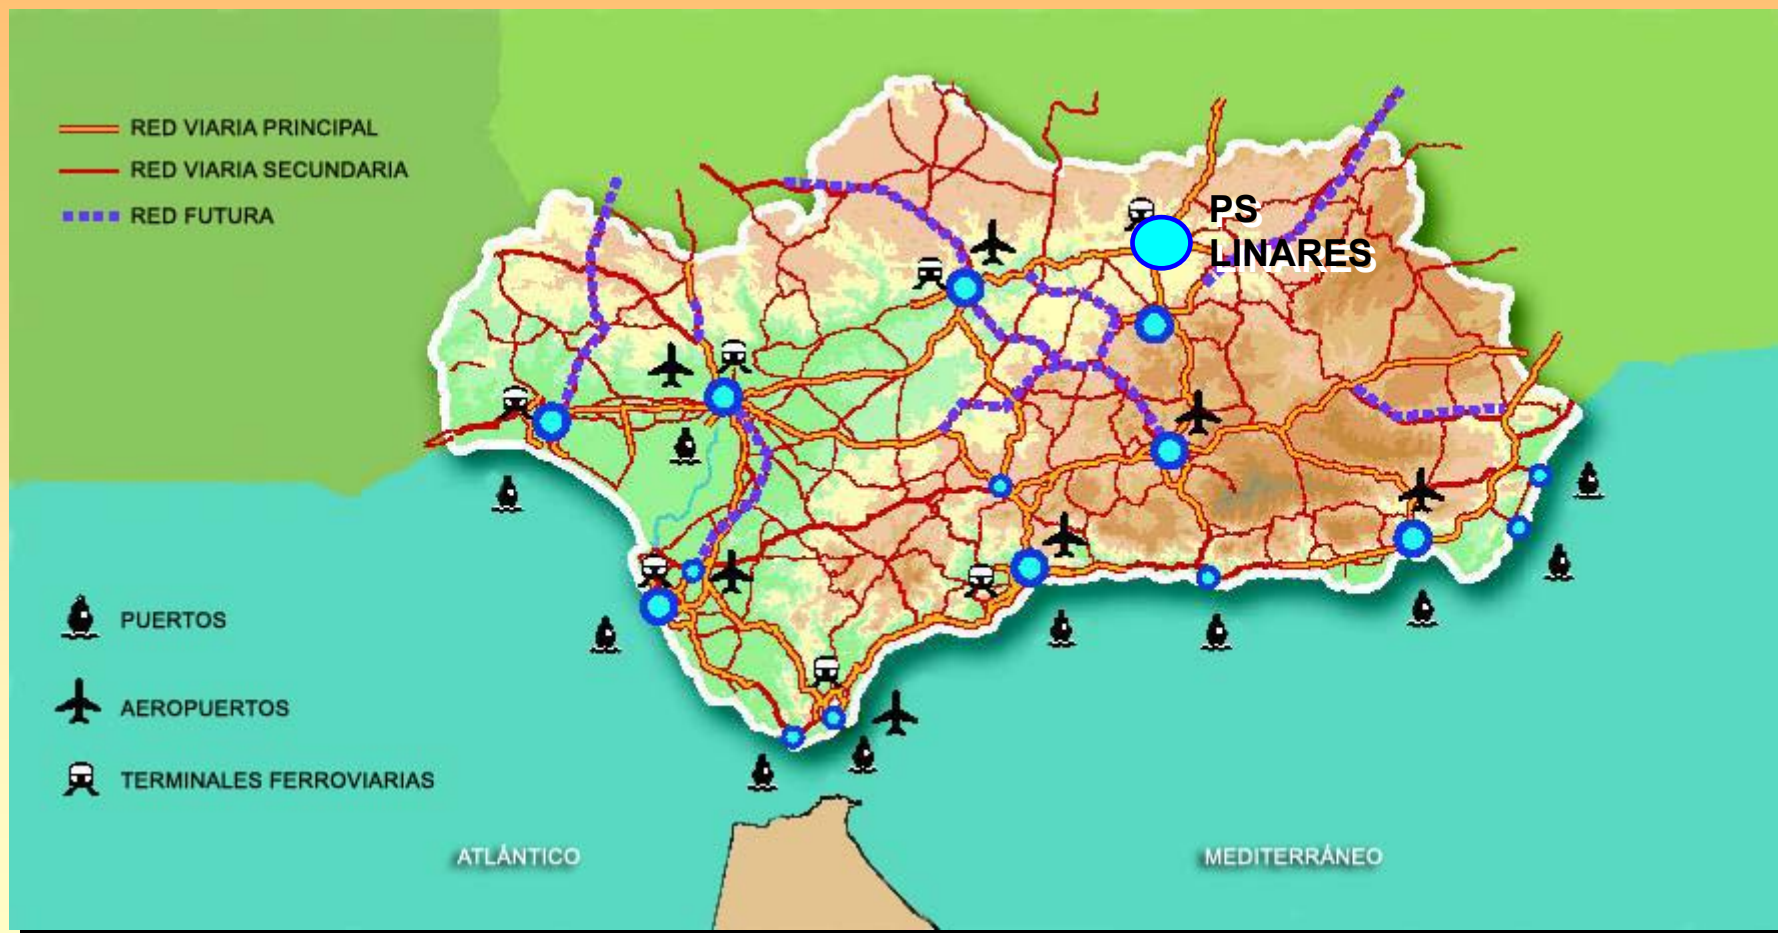 RED VIARIA PRINCIPAL
RED VIARIA SECUNDARIA
RED FUTURA
PS
LINARES
PUERTOS
AEROPUERTOS
TERMINALES FERROVIARIAS
ATLÁNTICO
MEDITERRÁNEO